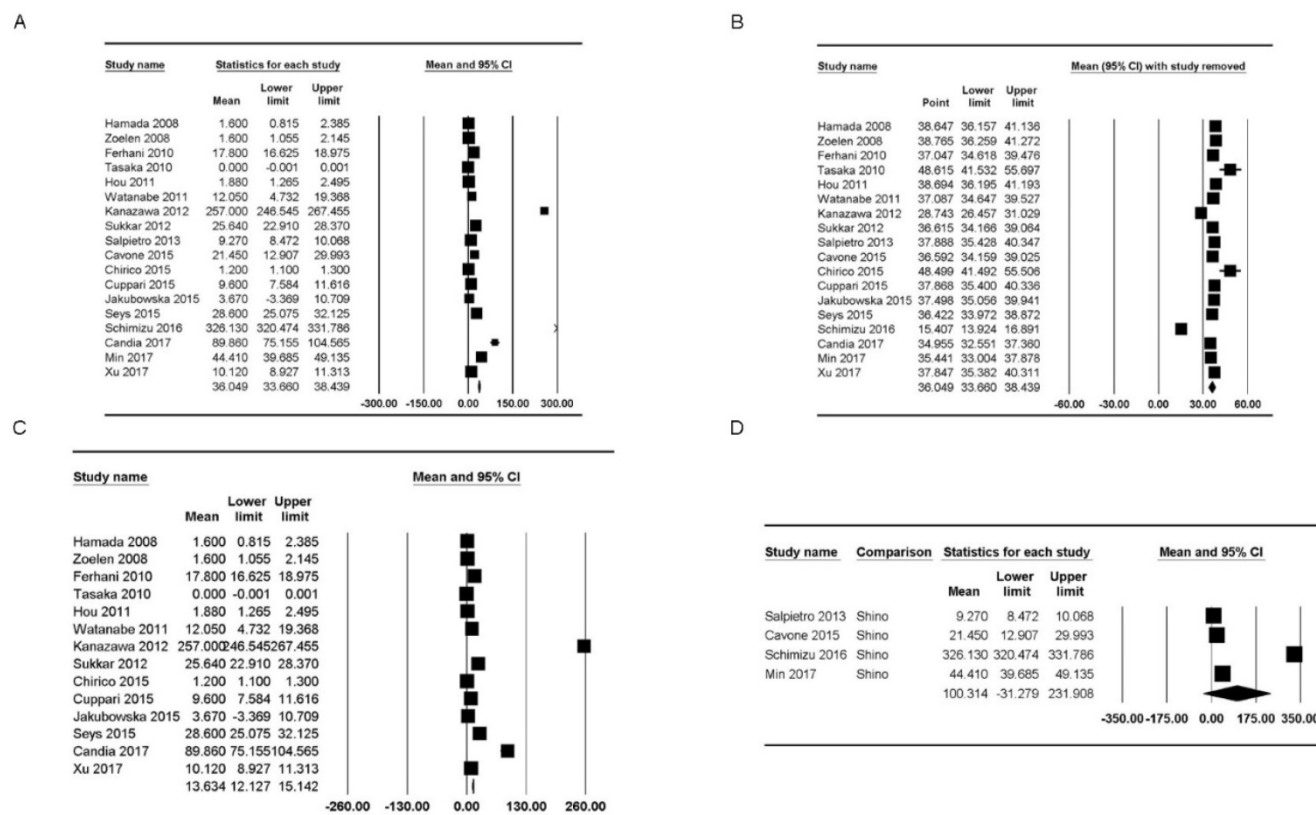 A
Study name Statistics for each study Mean and 95% CI
Lower Upper
Mean limit limit
Hamada 2008 1.600 0.815 2.385
Zoelen 2008 1.600 1.055 2.145
Ferhani 2010 17.800 16.625 18.975
Tasaka 2010 0.000 -0.001 0.001
Hou 2011 1.880 1.265 2.495
Watanabe 2011 12.050 4.732 19.368
Kanazawa 2012 257.000 246.545 267.455
Sukkar 2012 25.640 22.910 28.370
Salpietro 2013 9.270 8.472 10.068
Cavone 2015 21.450 12.907 29.993
Chirico 2015 1.200 1.100 1.300
Cuppari 2015 9.600 7.584 11.616
Jakubowska 2015 3.670 -3.369 10.709
Seys 2015 28.600 25.075 32.125
Schimizu 2016 326.130 320.474 331.786
Candia 2017 89.860 75.155 104.565
Min 2017 44.410 39.685 49.135
Xu 2017 10.120 8.927 11.313
36.049 33.660 38.439
-300.00 -150.00 0.00 150.00 300.00
B
Study name Mean (95% CI) with study removed
Lower Upper
Point limit limit
Hamada 2008 38.647 36.157 41.136
Zoelen 2008 38.765 36.259 41.272
Ferhani 2010 37.047 34.618 39.476
Tasaka 2010 48.615 41.532 55.697
Hou 2011 38.694 36.195 41.193
Watanabe 2011 37.087 34.647 39.527
Kanazawa 2012 28.743 26.457 31.029
Sukkar 2012 36.615 34.166 39.064
Salpietro 2013 37.888 35.428 40.347
Cavone 2015 36.592 34.159 39.025
Chirico 2015 48.499 41.492 55.506
Cuppari 2015 37.868 35.400 40.336
Jakubowska 2015 37.498 35.056 39.941
Seys 2015 36.422 33.972 38.872
Schimizu 2016 15.407 13.924 16.891
Candia 2017 34.955 32.551 37.360
Min 2017 35.441 33.004 37.878
Xu 2017 37.847 35.382 40.311
36.049 33.660 38.439
-60.00 -30.00 0.00 30.00 60.00
C
Study name Mean and 95% CI
Lower Upper
Mean limit limit
Hamada 2008 1.600 0.815 2.385
Zoelen 2008 1.600 1.055 2.145
Ferhani 2010 17.800 16.625 18.975
Tasaka 2010 0.000 -0.001 0.001
Hou 2011 1.880 1.265 2.495
Watanabe 2011 12.050 4.732 19.368
Kanazawa 2012 257.000 246.545 267.455
Sukkar 2012 25.640 22.910 28.370
Chirico 2015 1.200 1.100 1.300
Cuppari 2015 9.600 7.584 11.616
Jakubowska 2015 3.670 -3.369 10.709
Seys 2015 28.600 25.075 32.125
Candia 2017 89.860 75.155 104.565
Xu 2017 10.120 8.927 11.313
13.634 12.127 15.142
-260.00 -130.00 0.00 130.00 260.00
D
Study name Comparison Statistics for each study Mean and 95% CI
Lower Upper
Mean limit limit
Salpietro 2013 Shino 9.270 8.472 10.068
Cavone 2015 Shino 21.450 12.907 29.993
Schimizu 2016 Shino 326.130 320.474 331.786
Min 2017 Shino 44.410 39.685 49.135
100.314 -31.279 231.908
-350.00 -175.00 0.00 175.00 350.00